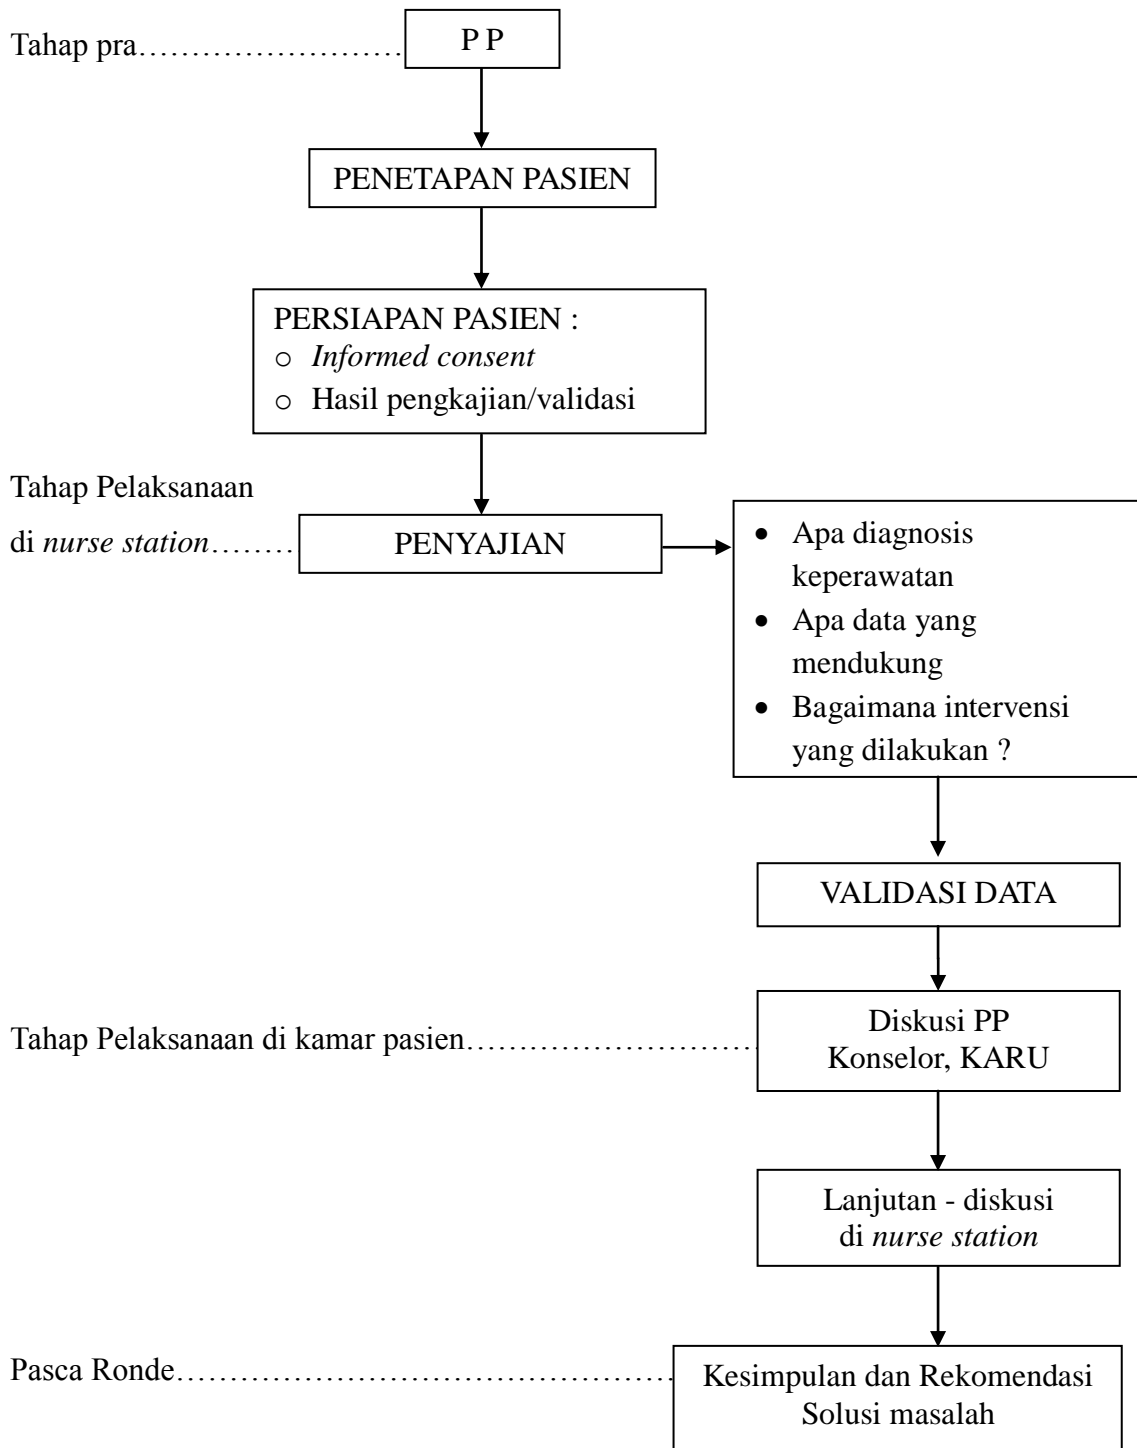 Tahap pra........................ P P
PENETAPAN PASIEN
PERSIAPAN PASIEN :
o Informed consent
o Hasil pengkajian/validasi
Tahap Pelaksanaan
di nurse station......... PENYAJIAN
• Apa diagnosis
keperawatan
• Apa data yang
mendukung
• Bagaimana intervensi
yang dilakukan ?
VALIDASI DATA
Tahap Pelaksanaan di kamar pasien..........................
Diskusi PP
Konselor, KARU
Lanjutan - diskusi
di nurse station
Pasca Ronde.............................................
Kesimpulan dan Rekomendasi
Solusi masalah